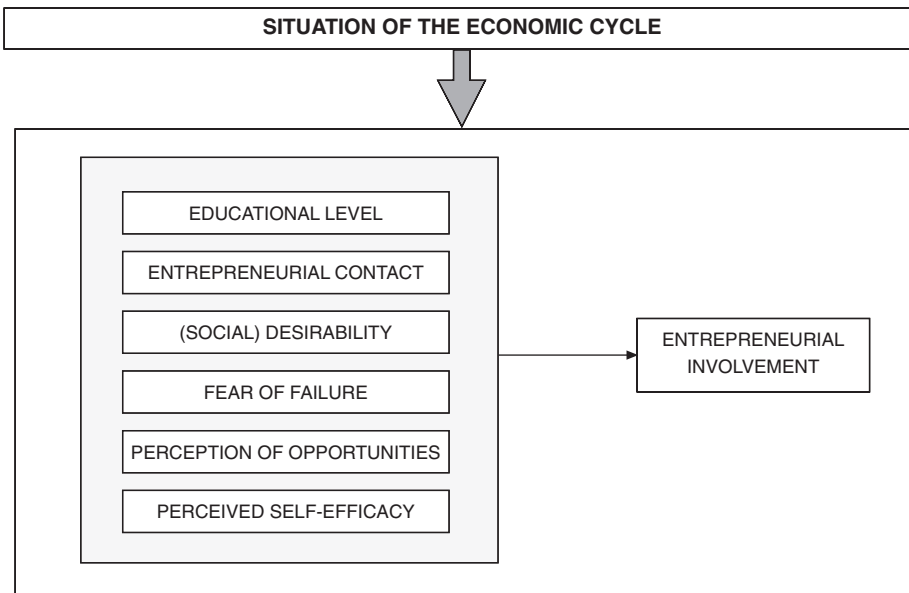 SITUATION OF THE ECONOMIC CYCLE
EDUCATIONAL LEVEL
ENTREPRENEURIAL CONTACT
(SOCIAL) DESIRABILITY
FEAR OF FAILURE
PERCEPTION OF OPPORTUNITIES
PERCEIVED SELF-EFFICACY
ENTREPRENEURIAL
INVOLVEMENT